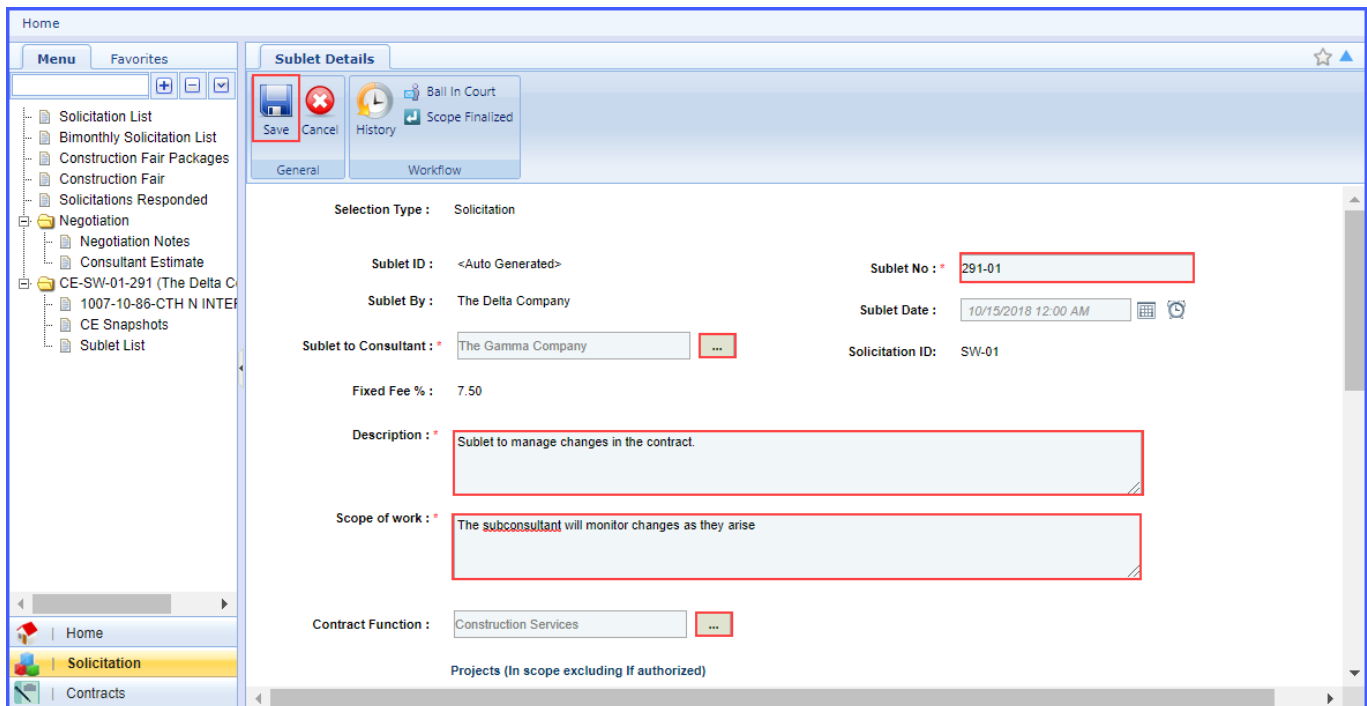 Home
Menu Favorites
Solicitation List
Bimonthly Solicitation List
Construction Fair Packages
Construction Fair
Solicitations Responded
Negotiation
Negotiation Notes
Consultant Estimate
CE-SW-01-291 (The Delta C
1007-10-86-CTH N INTE
CE Snapshots
Sublet List
Home
Solicitation
Contracts
Sublet Details
Save Cancel History Ball In Court
Scope Finalized
General Workflow
Selection Type : Solicitation
Sublet ID : <Auto Generated> Sublet No : * 291-01
Sublet By : The Delta Company Sublet Date : 10/15/2018 12:00 AM
Sublet to Consultant : * The Gamma Company ... Solicitation ID: SW-01
Fixed Fee % : 7.50
Description : * Sublet to manage changes in the contract.
Scope of work : * The subconsultant will monitor changes as they arise
Contract Function : Construction Services ...
Projects (In scope excluding If authorized)